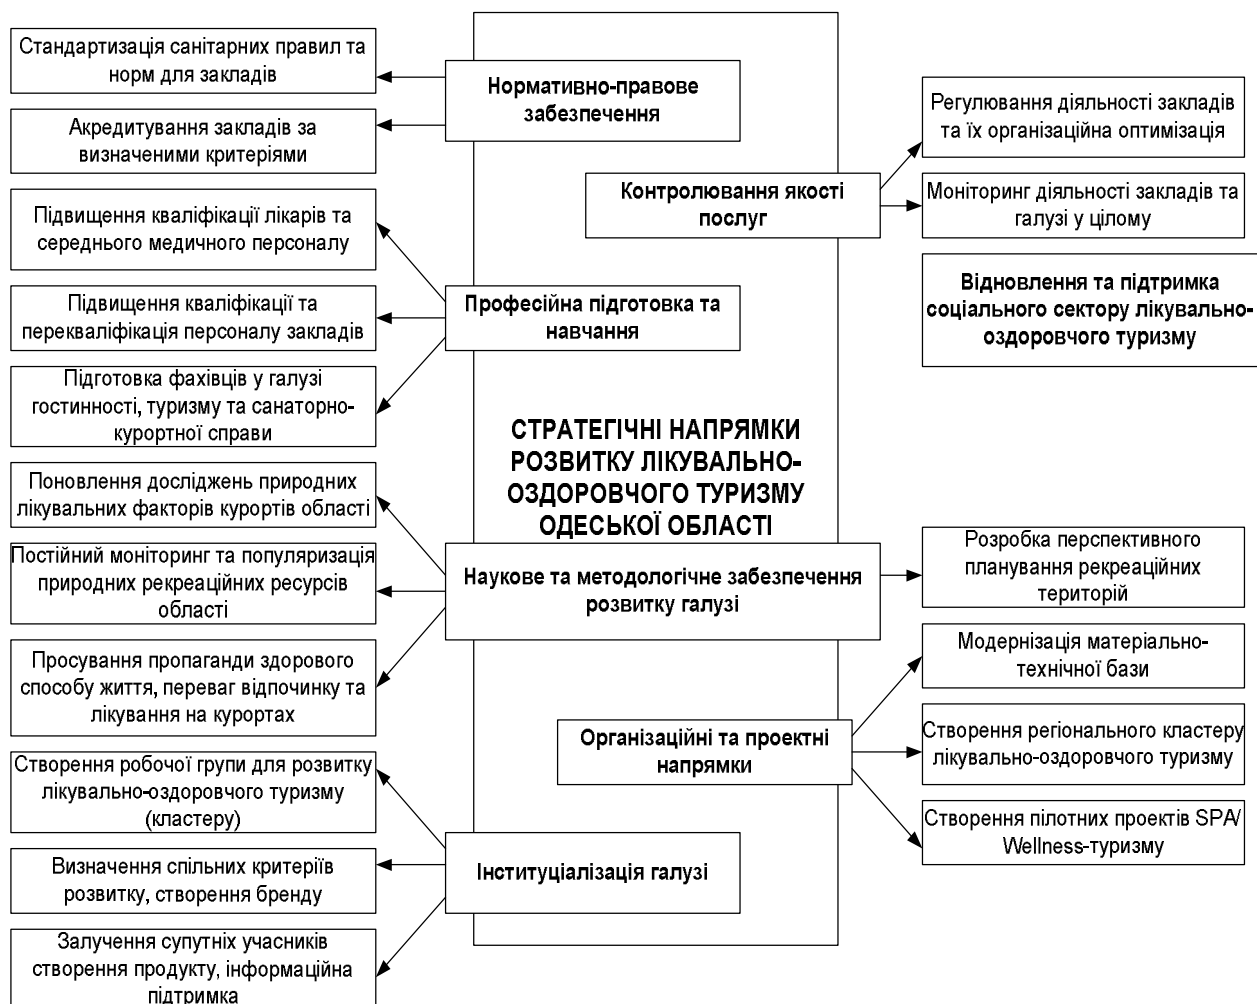 Стандартизація санітарних правил та
норм для закладів
Акредитування закладів за
визначеними критеріями
Підвищення кваліфікації лікарів та
середнього медичного персоналу
Підвищення кваліфікації та
перекваліфікація персоналу закладів
Підготовка фахівців у галузі
гостинності, туризму та санаторно-
курортної справи
Поновлення досліджень природних
лікувальних факторів курортів області
Постійний моніторинг та популяризація
природних рекреаційних ресурсів
області
Просування пропаганди здорового
способу життя, переваг відпочинку та
лікування на курортах
Створення робочої групи для розвитку
лікувально-оздоровчого туризму
(кластеру)
Визначення спільних критеріїв
розвитку, створення бренду
Залучення супутніх учасників
створення продукту, інформаційна
підтримка
Нормативно-правове
забезпечення
Контролювання якості
послуг
Професійна підготовка та
навчання
СТРАТЕГІЧНІ НАПРЯМКИ
РОЗВИТКУ ЛІКУВАЛЬНО-
ОЗДОРОВЧОГО ТУРИЗМУ
ОДЕСЬКОЇ ОБЛАСТІ
Наукове та методологічне забезпечення
розвитку галузі
Організаційні та проектні
напрямки
Інституціалізація галузі
Регулювання діяльності закладів
та їх організаційна оптимізація
Моніторинг діяльності закладів та
галузі у цілому
Відновлення та підтримка
соціального сектору лікувально-
оздоровчого туризму
Розробка перспективного
планування рекреаційних
територій
Модернізація матеріально-
технічної бази
Створення регіонального кластеру
лікувально-оздоровчого туризму
Створення пілотних проектів SPA/
Wellness-туризму